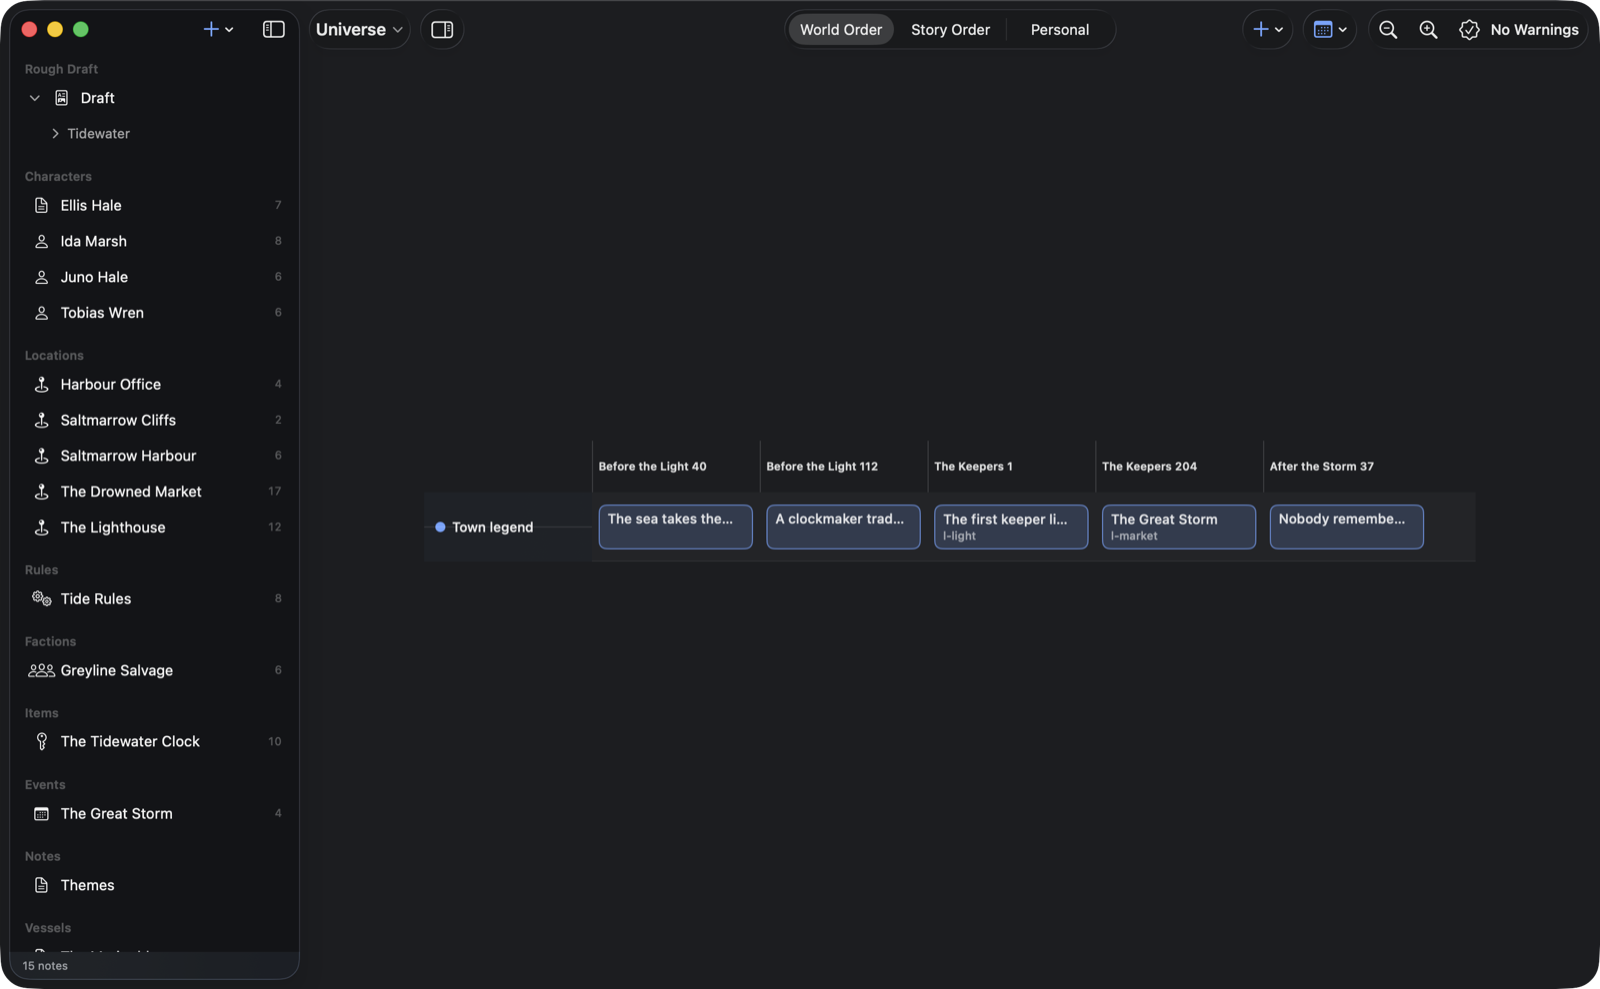 Universe
World Order
Story Order
Personal
No Warnings
Rough Draft
Draft
Tidewater
Characters
Ellis Hale 7
Ida Marsh 8
Juno Hale 6
Tobias Wren 6
Locations
Harbour Office 4
Saltmarrow Cliffs 2
Saltmarrow Harbour 6
The Drowned Market 17
The Lighthouse 12
Rules
Tide Rules 8
Factions
Greyline Salvage 6
Items
The Tidewater Clock 10
Events
The Great Storm 4
Notes
Themes
Vessels
15 notes
Before the Light 40
Before the Light 112
The Keepers 1
The Keepers 204
After the Storm 37
Town legend
The sea takes the...
A clockmaker trad...
The first keeper li...
l-light
The Great Storm
l-market
Nobody remembe...